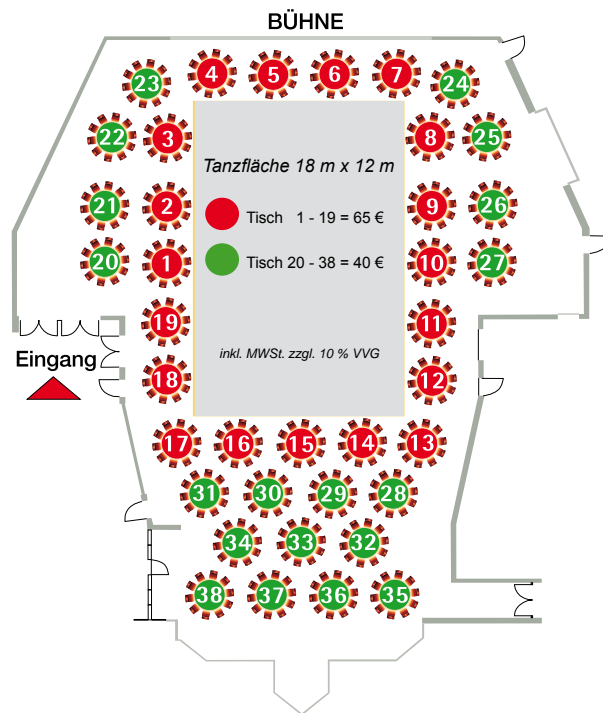 BÜHNE
4 5 6 7
23 24
22 3 8 25
Tanzfläche 18 m x 12 m
21 2 9 26
Tisch 1 - 19 = 65 €
20 1 10 27
Tisch 20 - 38 = 40 €
19 11
Eingang
inkl. MWSt. zzgl. 10 % VVG
18 12
17 16 15 14 13
31 30 29 28
34 33 32
38 37 36 35